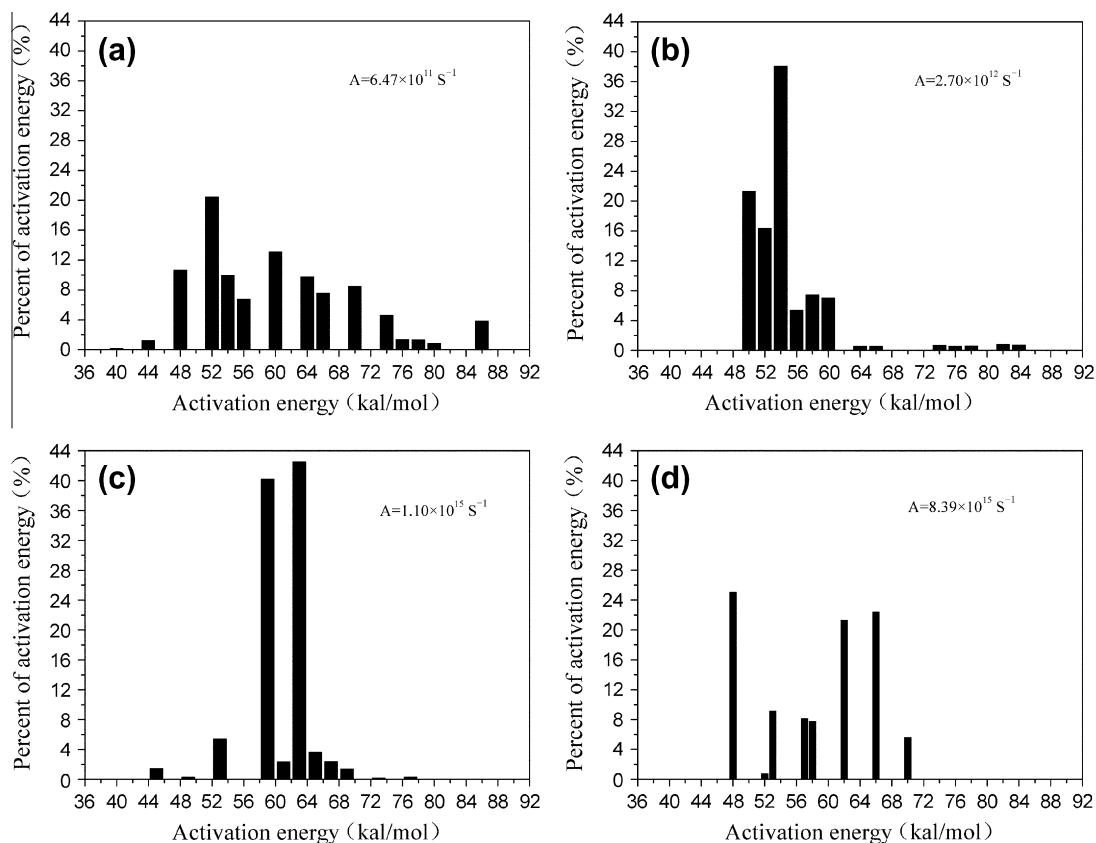 (a)
A=6.47×10¹¹ S⁻¹
Percent of activation energy（%）
44
40
36
32
28
24
20
16
12
8
4
0
36 40 44 48 52 56 60 64 68 72 76 80 84 88 92
Activation energy（kal/mol）
(b)
A=2.70×10¹² S⁻¹
Percent of activation energy（%）
44
40
36
32
28
24
20
16
12
8
4
0
36 40 44 48 52 56 60 64 68 72 76 80 84 88 92
Activation energy（kal/mol）
(c)
A=1.10×10¹⁵ S⁻¹
Percent of activation energy（%）
44
40
36
32
28
24
20
16
12
8
4
0
36 40 44 48 52 56 60 64 68 72 76 80 84 88 92
Activation energy（kal/mol）
(d)
A=8.39×10¹⁵ S⁻¹
Percent of activation energy（%）
44
40
36
32
28
24
20
16
12
8
4
0
36 40 44 48 52 56 60 64 68 72 76 80 84 88 92
Activation energy（kal/mol）